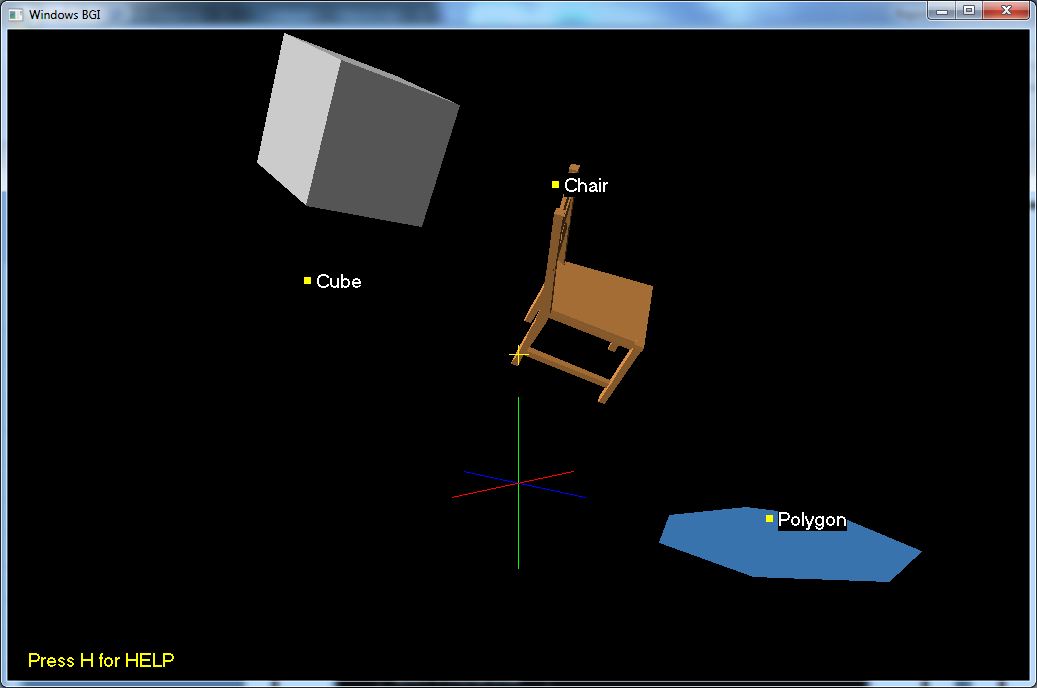 Windows BGI
Chair
Cube
Polygon
Press H for HELP